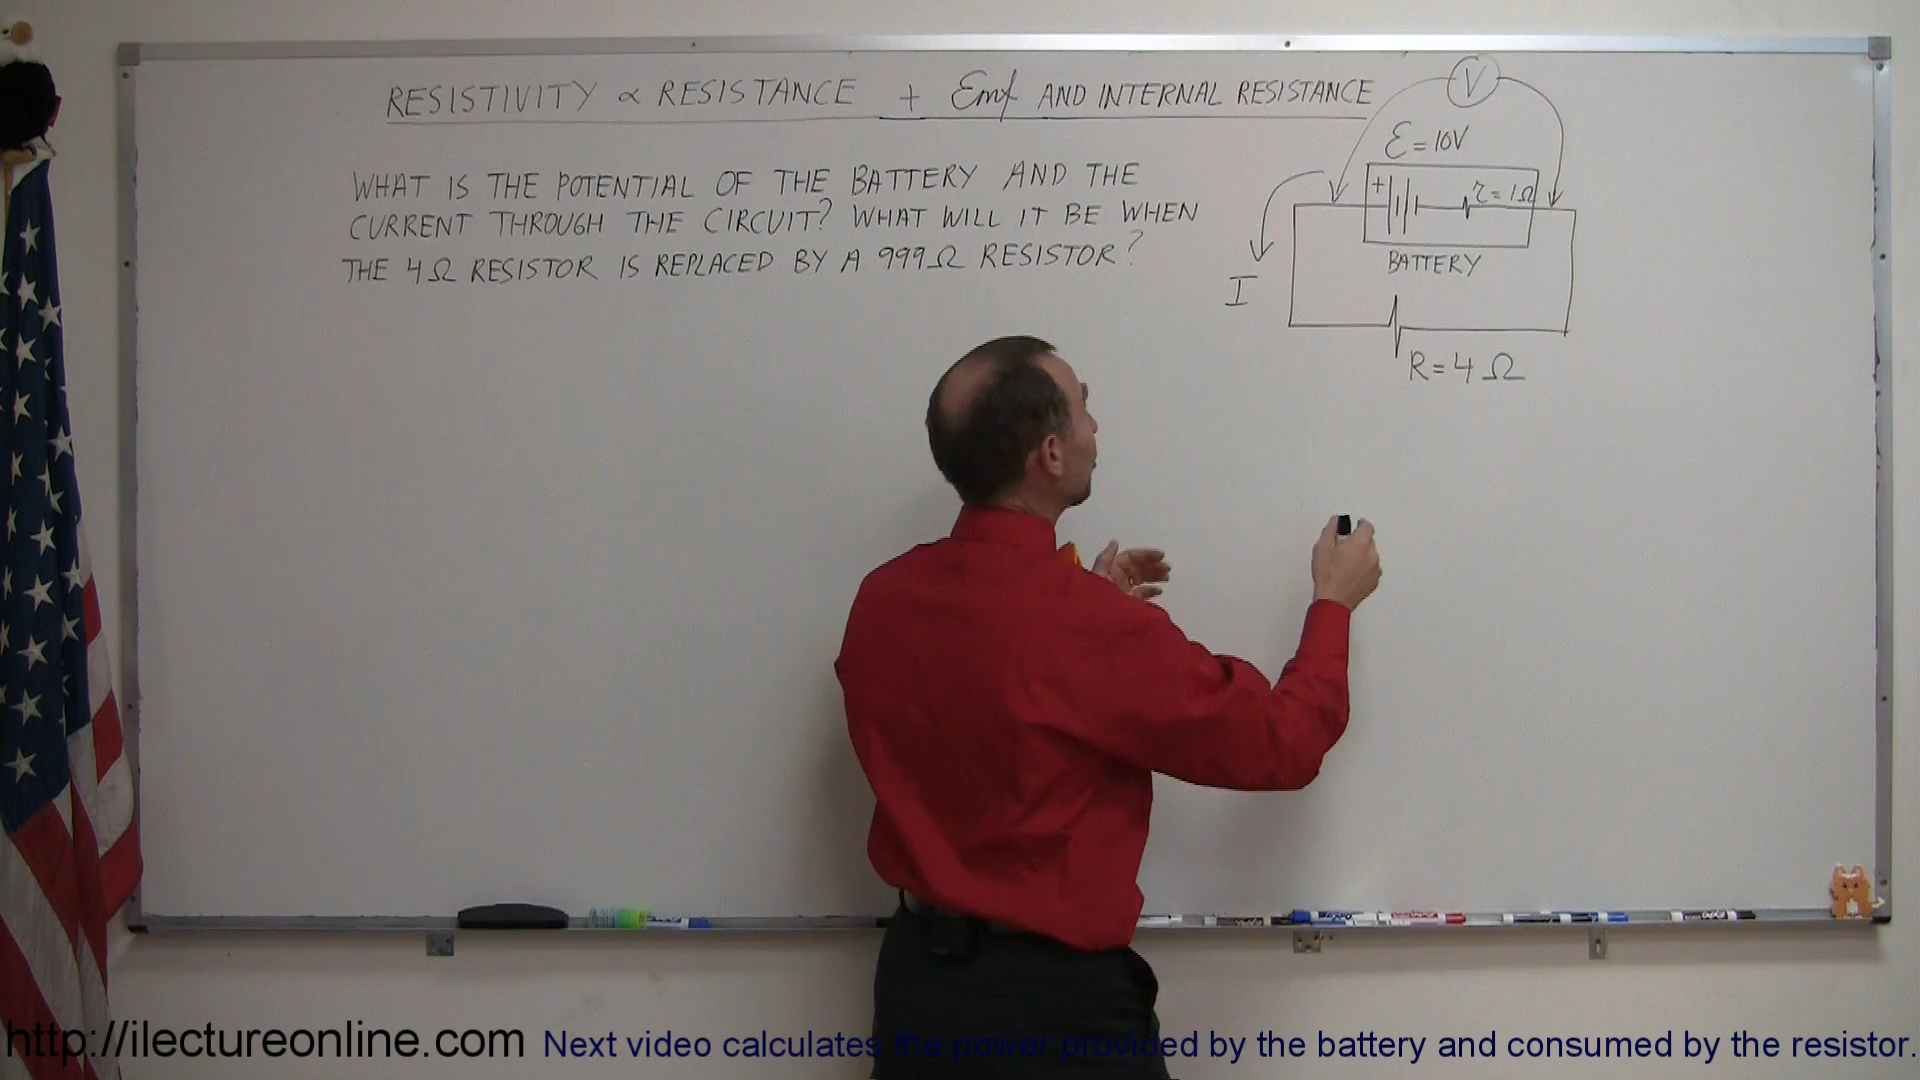 RESISTIVITY ∝ RESISTANCE + Emf AND INTERNAL RESISTANCE
WHAT IS THE POTENTIAL OF THE BATTERY AND THE
CURRENT THROUGH THE CIRCUIT? WHAT WILL IT BE WHEN
THE 4Ω RESISTOR IS REPLACED BY A 999Ω RESISTOR?
V
ℰ = 10V
+
r = 1Ω
BATTERY
I
R = 4Ω
http://ilectureonline.com Next video calculates the power provided by the battery and consumed by the resistor.